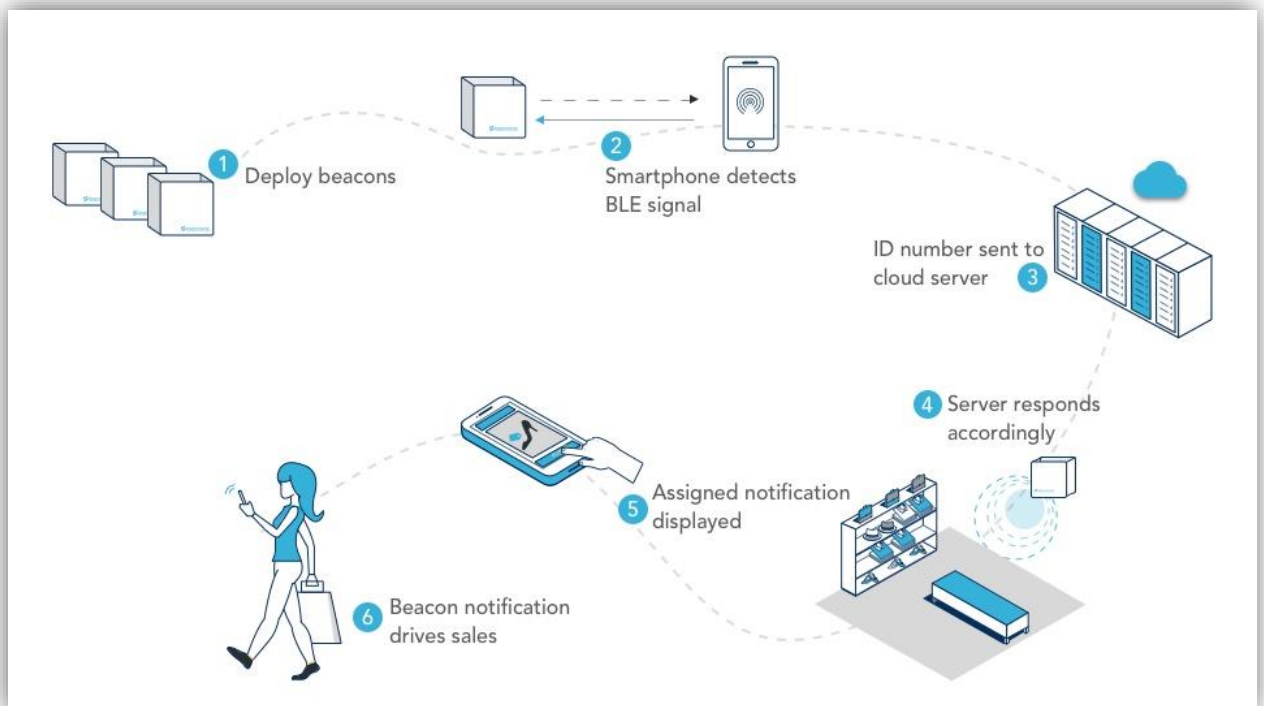 1
Deploy beacons
2
Smartphone detects
BLE signal
ID number sent to
cloud server 3
4 Server responds
accordingly
5 Assigned notification
displayed
6 Beacon notification
drives sales